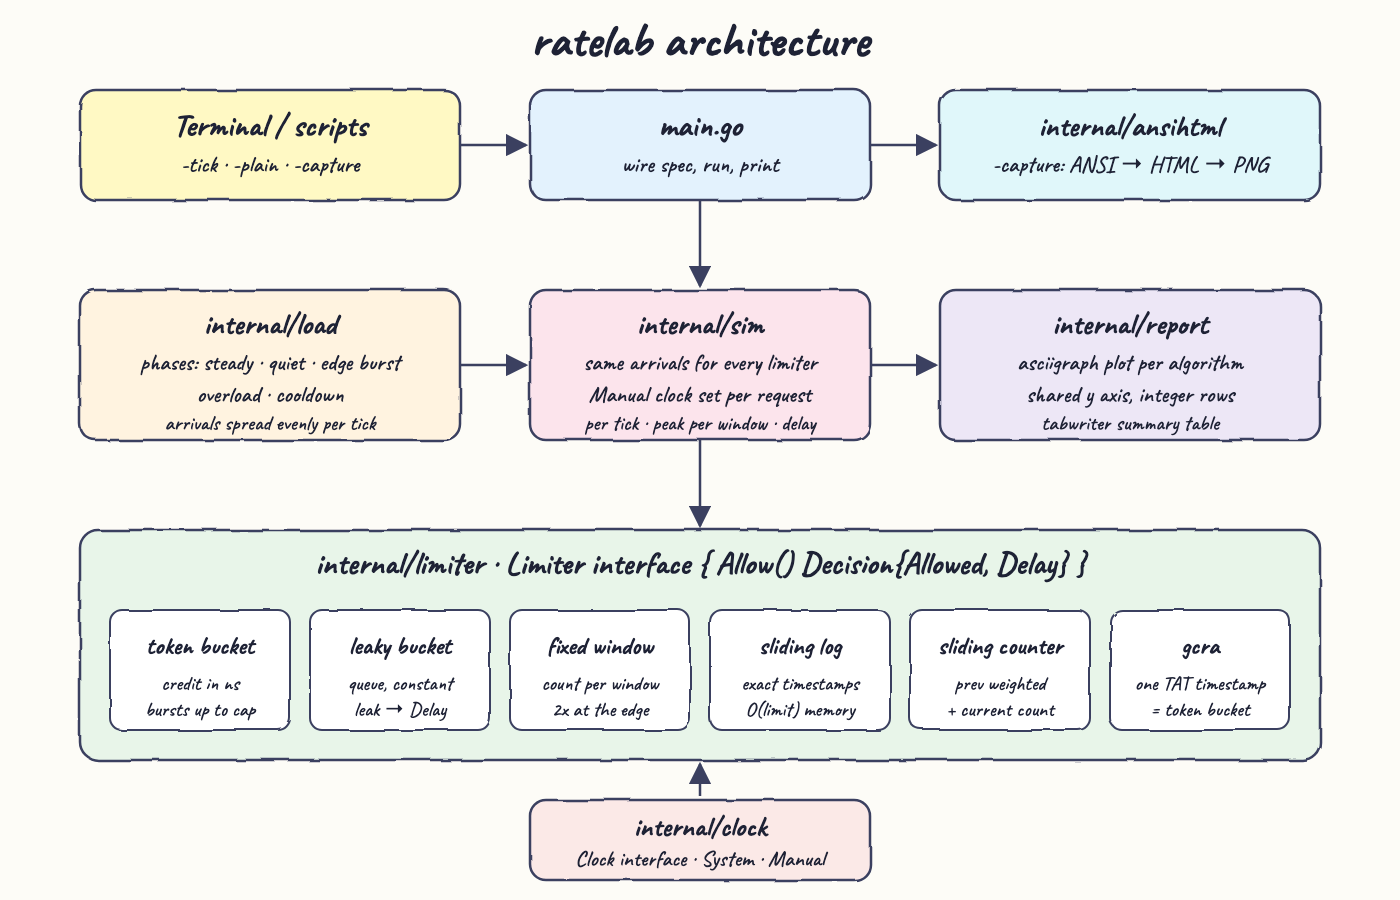 ratelab architecture
Terminal / scripts
-tick · -plain · -capture
main.go
wire spec, run, print
internal/ansihtml
-capture: ANSI → HTML → PNG
internal/load
phases: steady · quiet · edge burst
overload · cooldown
arrivals spread evenly per tick
internal/sim
same arrivals for every limiter
Manual clock set per request
per tick · peak per window · delay
internal/report
asciigraph plot per algorithm
shared y axis, integer rows
tabwriter summary table
internal/limiter · Limiter interface { Allow() Decision{Allowed, Delay} }
token bucket
credit in ns
bursts up to cap
leaky bucket
queue, constant
leak → Delay
fixed window
count per window
2x at the edge
sliding log
exact timestamps
O(limit) memory
sliding counter
prev weighted
+ current count
gcra
one TAT timestamp
= token bucket
internal/clock
Clock interface · System · Manual